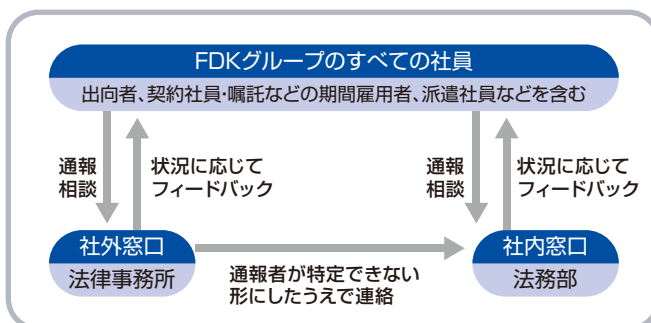 FDKグループのすべての社員
出向者、契約社員・嘱託などの期間雇用者、派遣社員などを含む
通報
相談
状況に応じて
フィードバック
通報
相談
状況に応じて
フィードバック
社外窓口
法律事務所
通報者が特定できない
形にしたうえで連絡
社内窓口
法務部